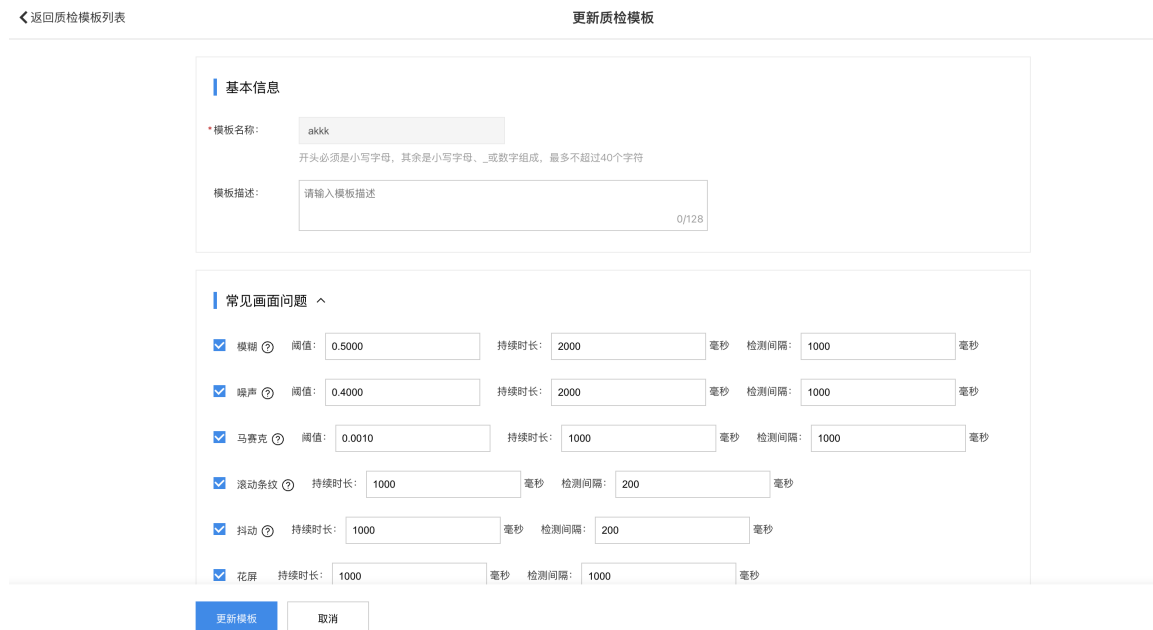 返回质检模板列表 更新质检模板
基本信息
*模板名称: akkk
开头必须是小写字母，其余是小写字母、_或数字组成，最多不超过40个字符
模板描述: 请输入模板描述
0/128
常见画面问题
模糊 ? 阈值: 0.5000 持续时长: 2000 毫秒 检测间隔: 1000 毫秒
噪声 ? 阈值: 0.4000 持续时长: 2000 毫秒 检测间隔: 1000 毫秒
马赛克 ? 阈值: 0.0010 持续时长: 1000 毫秒 检测间隔: 1000 毫秒
滚动条纹 ? 持续时长: 1000 毫秒 检测间隔: 200 毫秒
抖动 ? 持续时长: 1000 毫秒 检测间隔: 200 毫秒
花屏 持续时长: 1000 毫秒 检测间隔: 1000 毫秒
更新模板 取消